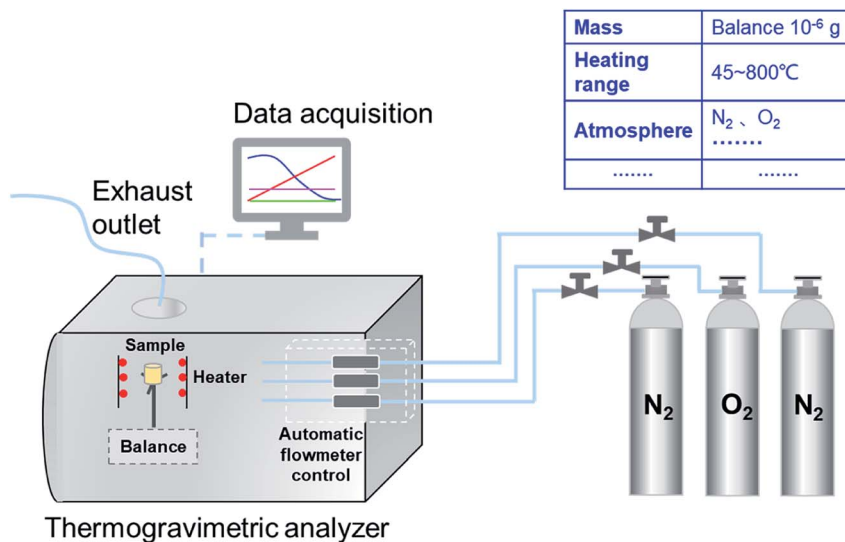 Mass Balance 10⁻⁶ g
Heating
range 45~800℃
Atmosphere N₂ 、 O₂
.......
....... .......
Data acquisition
Exhaust
outlet
Sample
Heater
Balance
Automatic
flowmeter
control
N₂ O₂ N₂
Thermogravimetric analyzer